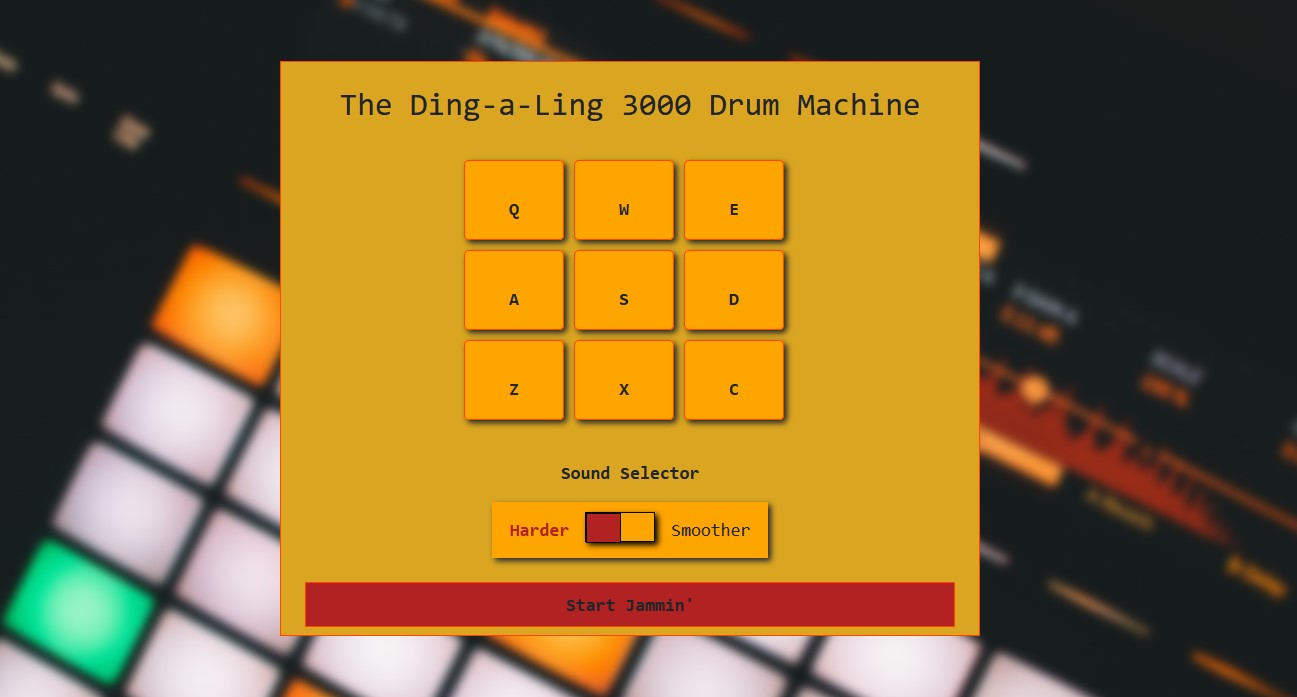 The Ding-a-Ling 3000 Drum Machine
Q W E
A S D
Z X C
Sound Selector
Harder Smoother
Start Jammin'